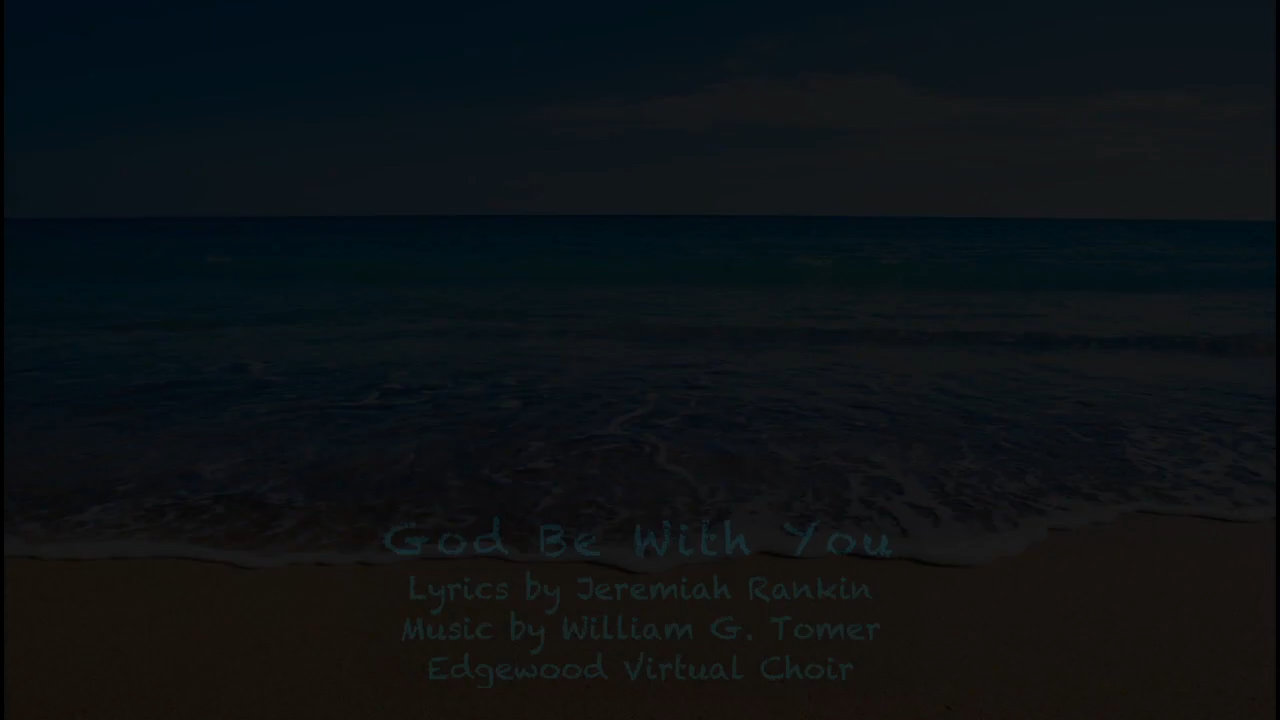 God Be With You
Lyrics by Jeremiah Rankin
Music by William G. Tomer
Edgewood Virtual Choir